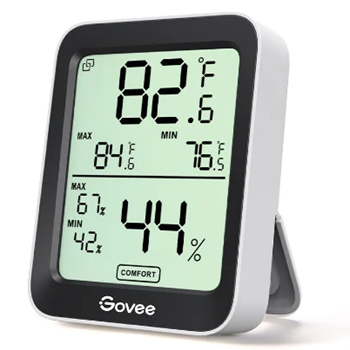 82.6 °F
MAX MIN
84.6 °F 76.5 °F
MAX
67%
MIN
42%
44%
COMFORT
Govee